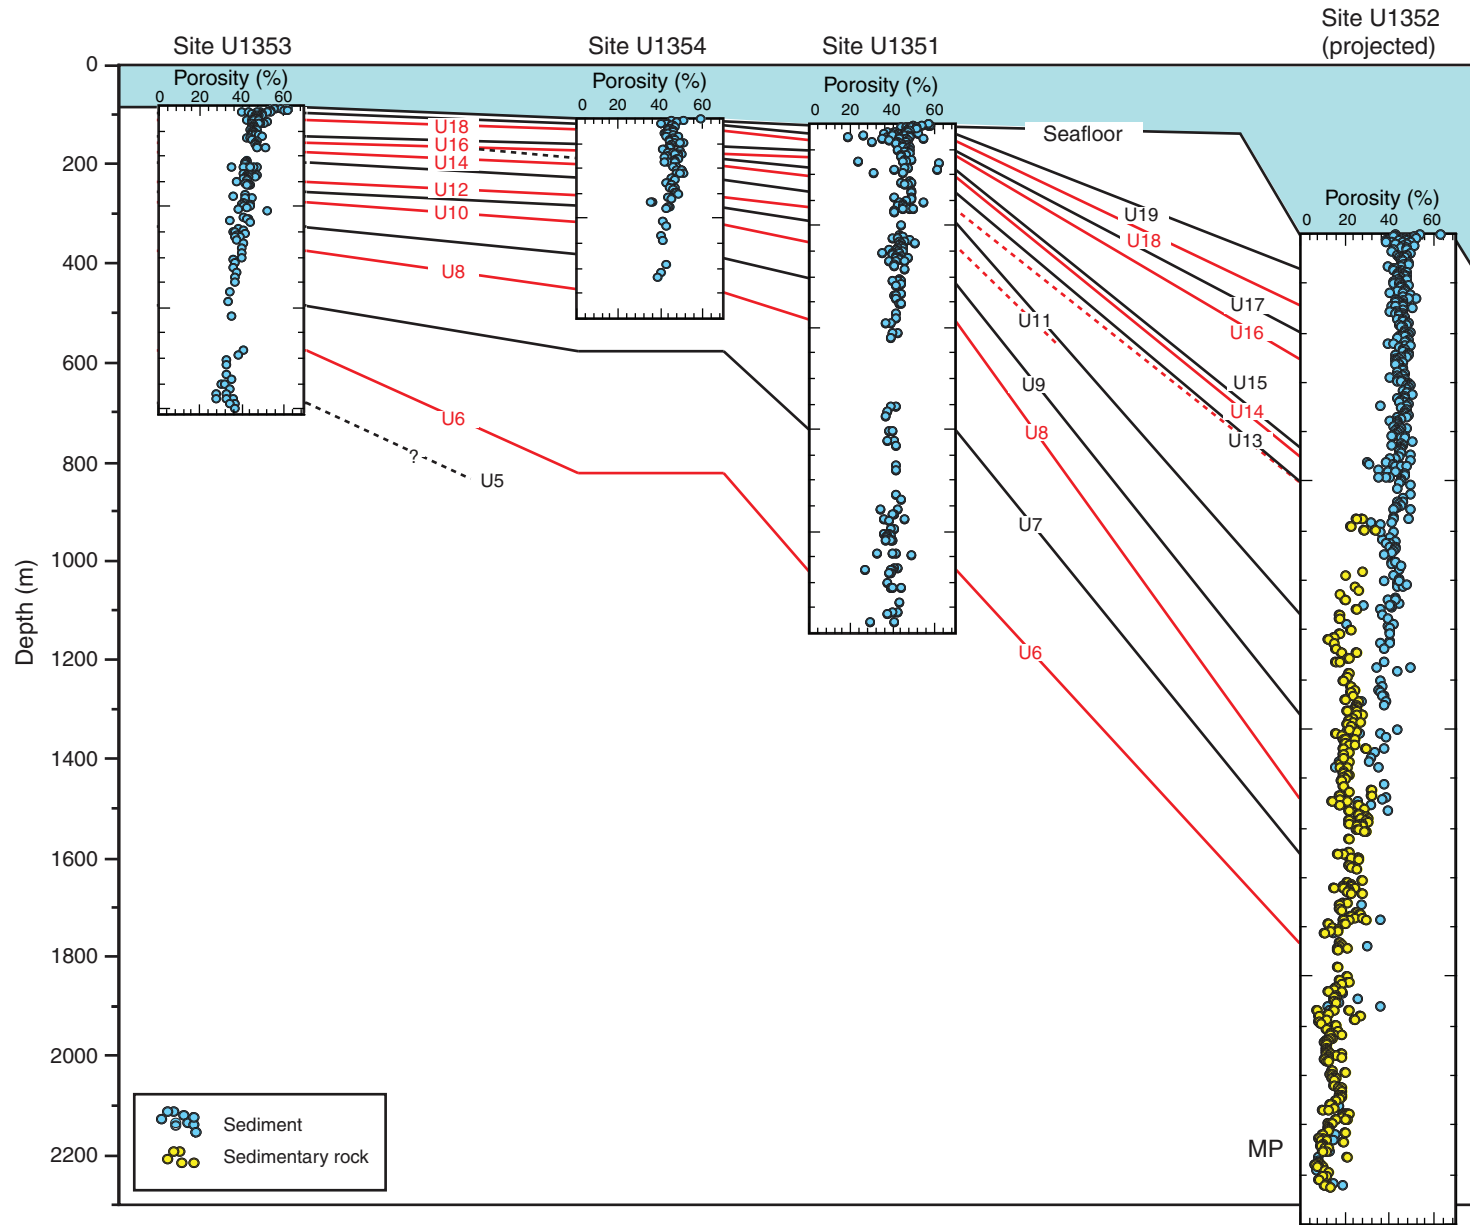 Site U1352
(projected)
Site U1353
Site U1354
Site U1351
0
Porosity (%)
0 20 40 60
Porosity (%)
0 20 40 60
Porosity (%)
0 20 40 60
Seafloor
U18
U16
U14
U12
U10
U8
U6
?
U5
Porosity (%)
0 20 40 60
U19
U18
U17
U16
U15
U14
U13
U11
U9
U8
U7
U6
200
400
600
800
1000
1200
1400
1600
1800
2000
2200
Depth (m)
MP
Sediment
Sedimentary rock